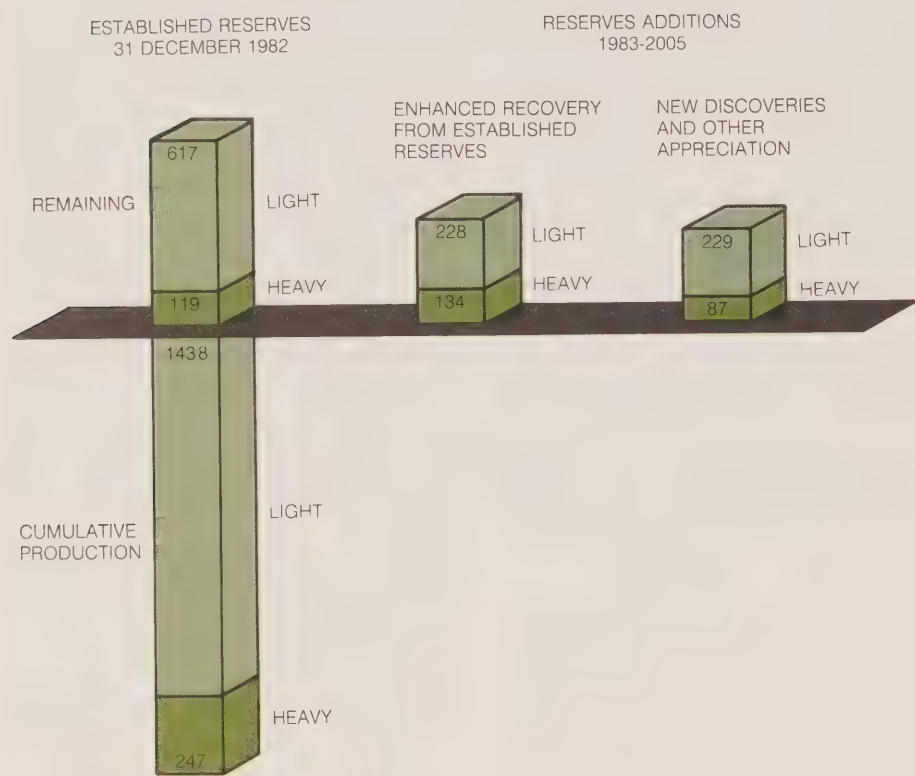 ESTABLISHED RESERVES
31 DECEMBER 1982
RESERVES ADDITIONS
1983-2005
ENHANCED RECOVERY
FROM ESTABLISHED
RESERVES
NEW DISCOVERIES
AND OTHER
APPRECIATION
617
REMAINING
LIGHT
228
LIGHT
229
LIGHT
HEAVY
119
HEAVY
134
HEAVY
87
1438
LIGHT
CUMULATIVE
PRODUCTION
HEAVY
247